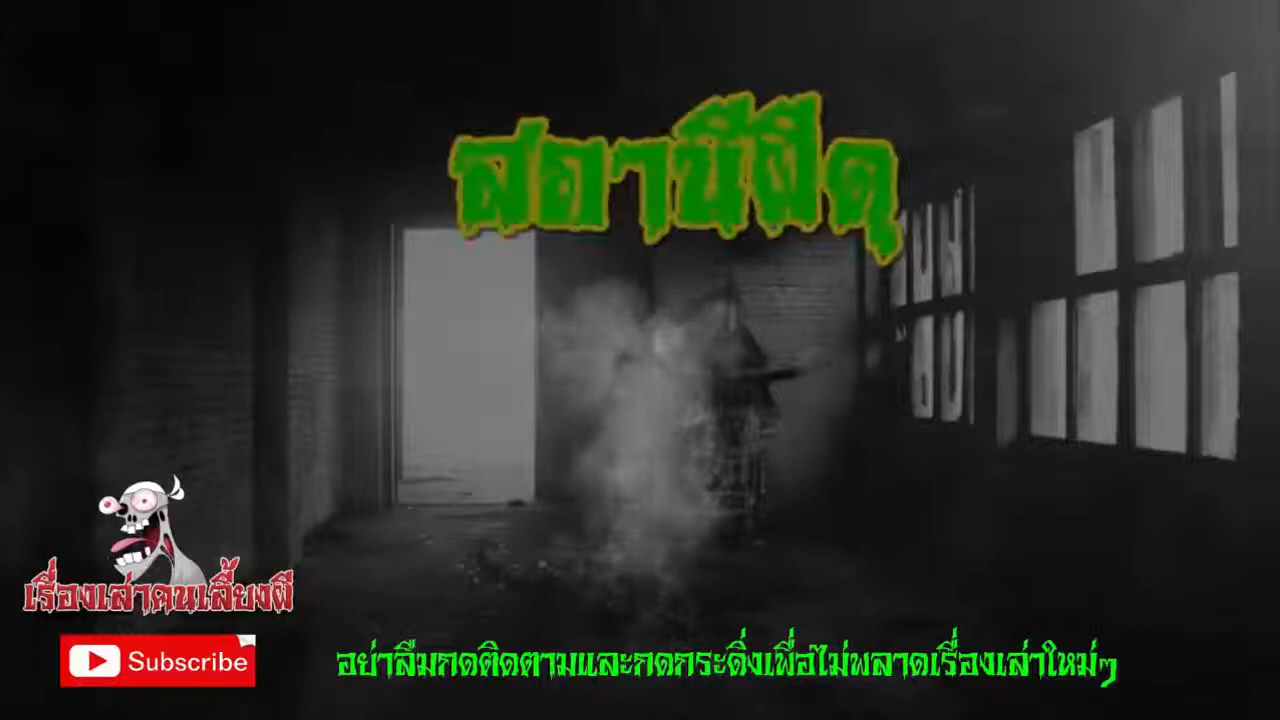 สถานีผีดุ
เรื่องเล่าคนเลี้ยงผี
Subscribe
อย่าลืมกดติดตามและกดกระดิ่งเพื่อไม่พลาดเรื่องเล่าใหม่ๆ